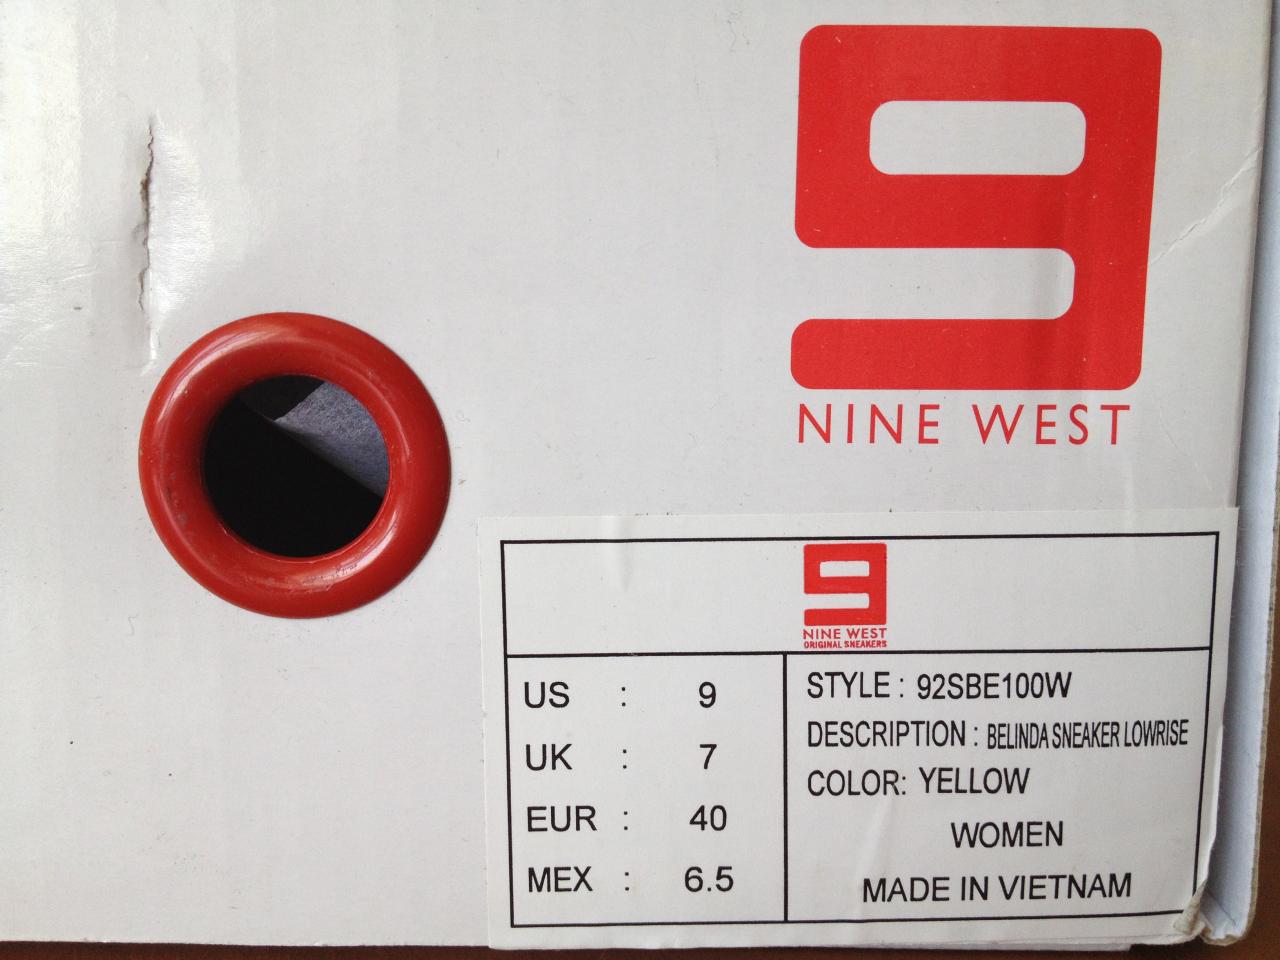 9
NINE WEST
9
NINE WEST
ORIGINAL SNEAKERS
US : 9
UK : 7
EUR : 40
MEX : 6.5
STYLE : 92SBE100W
DESCRIPTION : BELINDA SNEAKER LOWRISE
COLOR: YELLOW
WOMEN
MADE IN VIETNAM